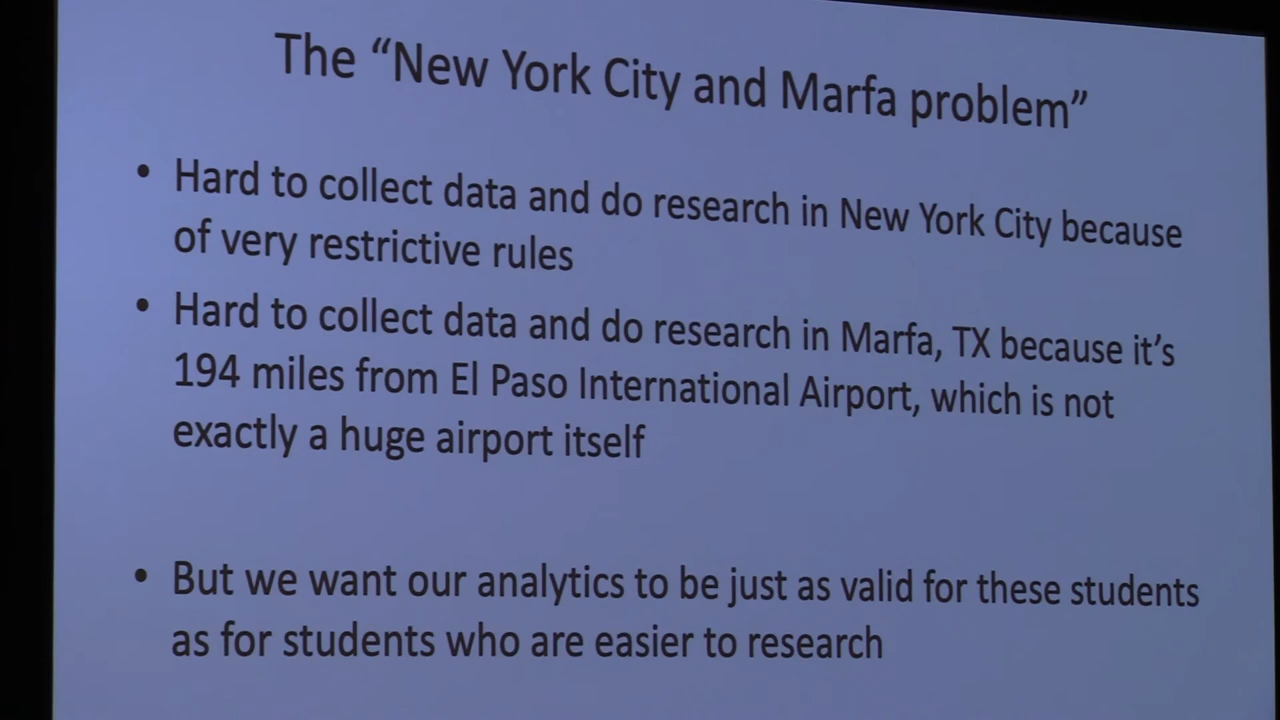 The “New York City and Marfa problem”
• Hard to collect data and do research in New York City because
of very restrictive rules
• Hard to collect data and do research in Marfa, TX because it’s
194 miles from El Paso International Airport, which is not
exactly a huge airport itself
• But we want our analytics to be just as valid for these students
as for students who are easier to research